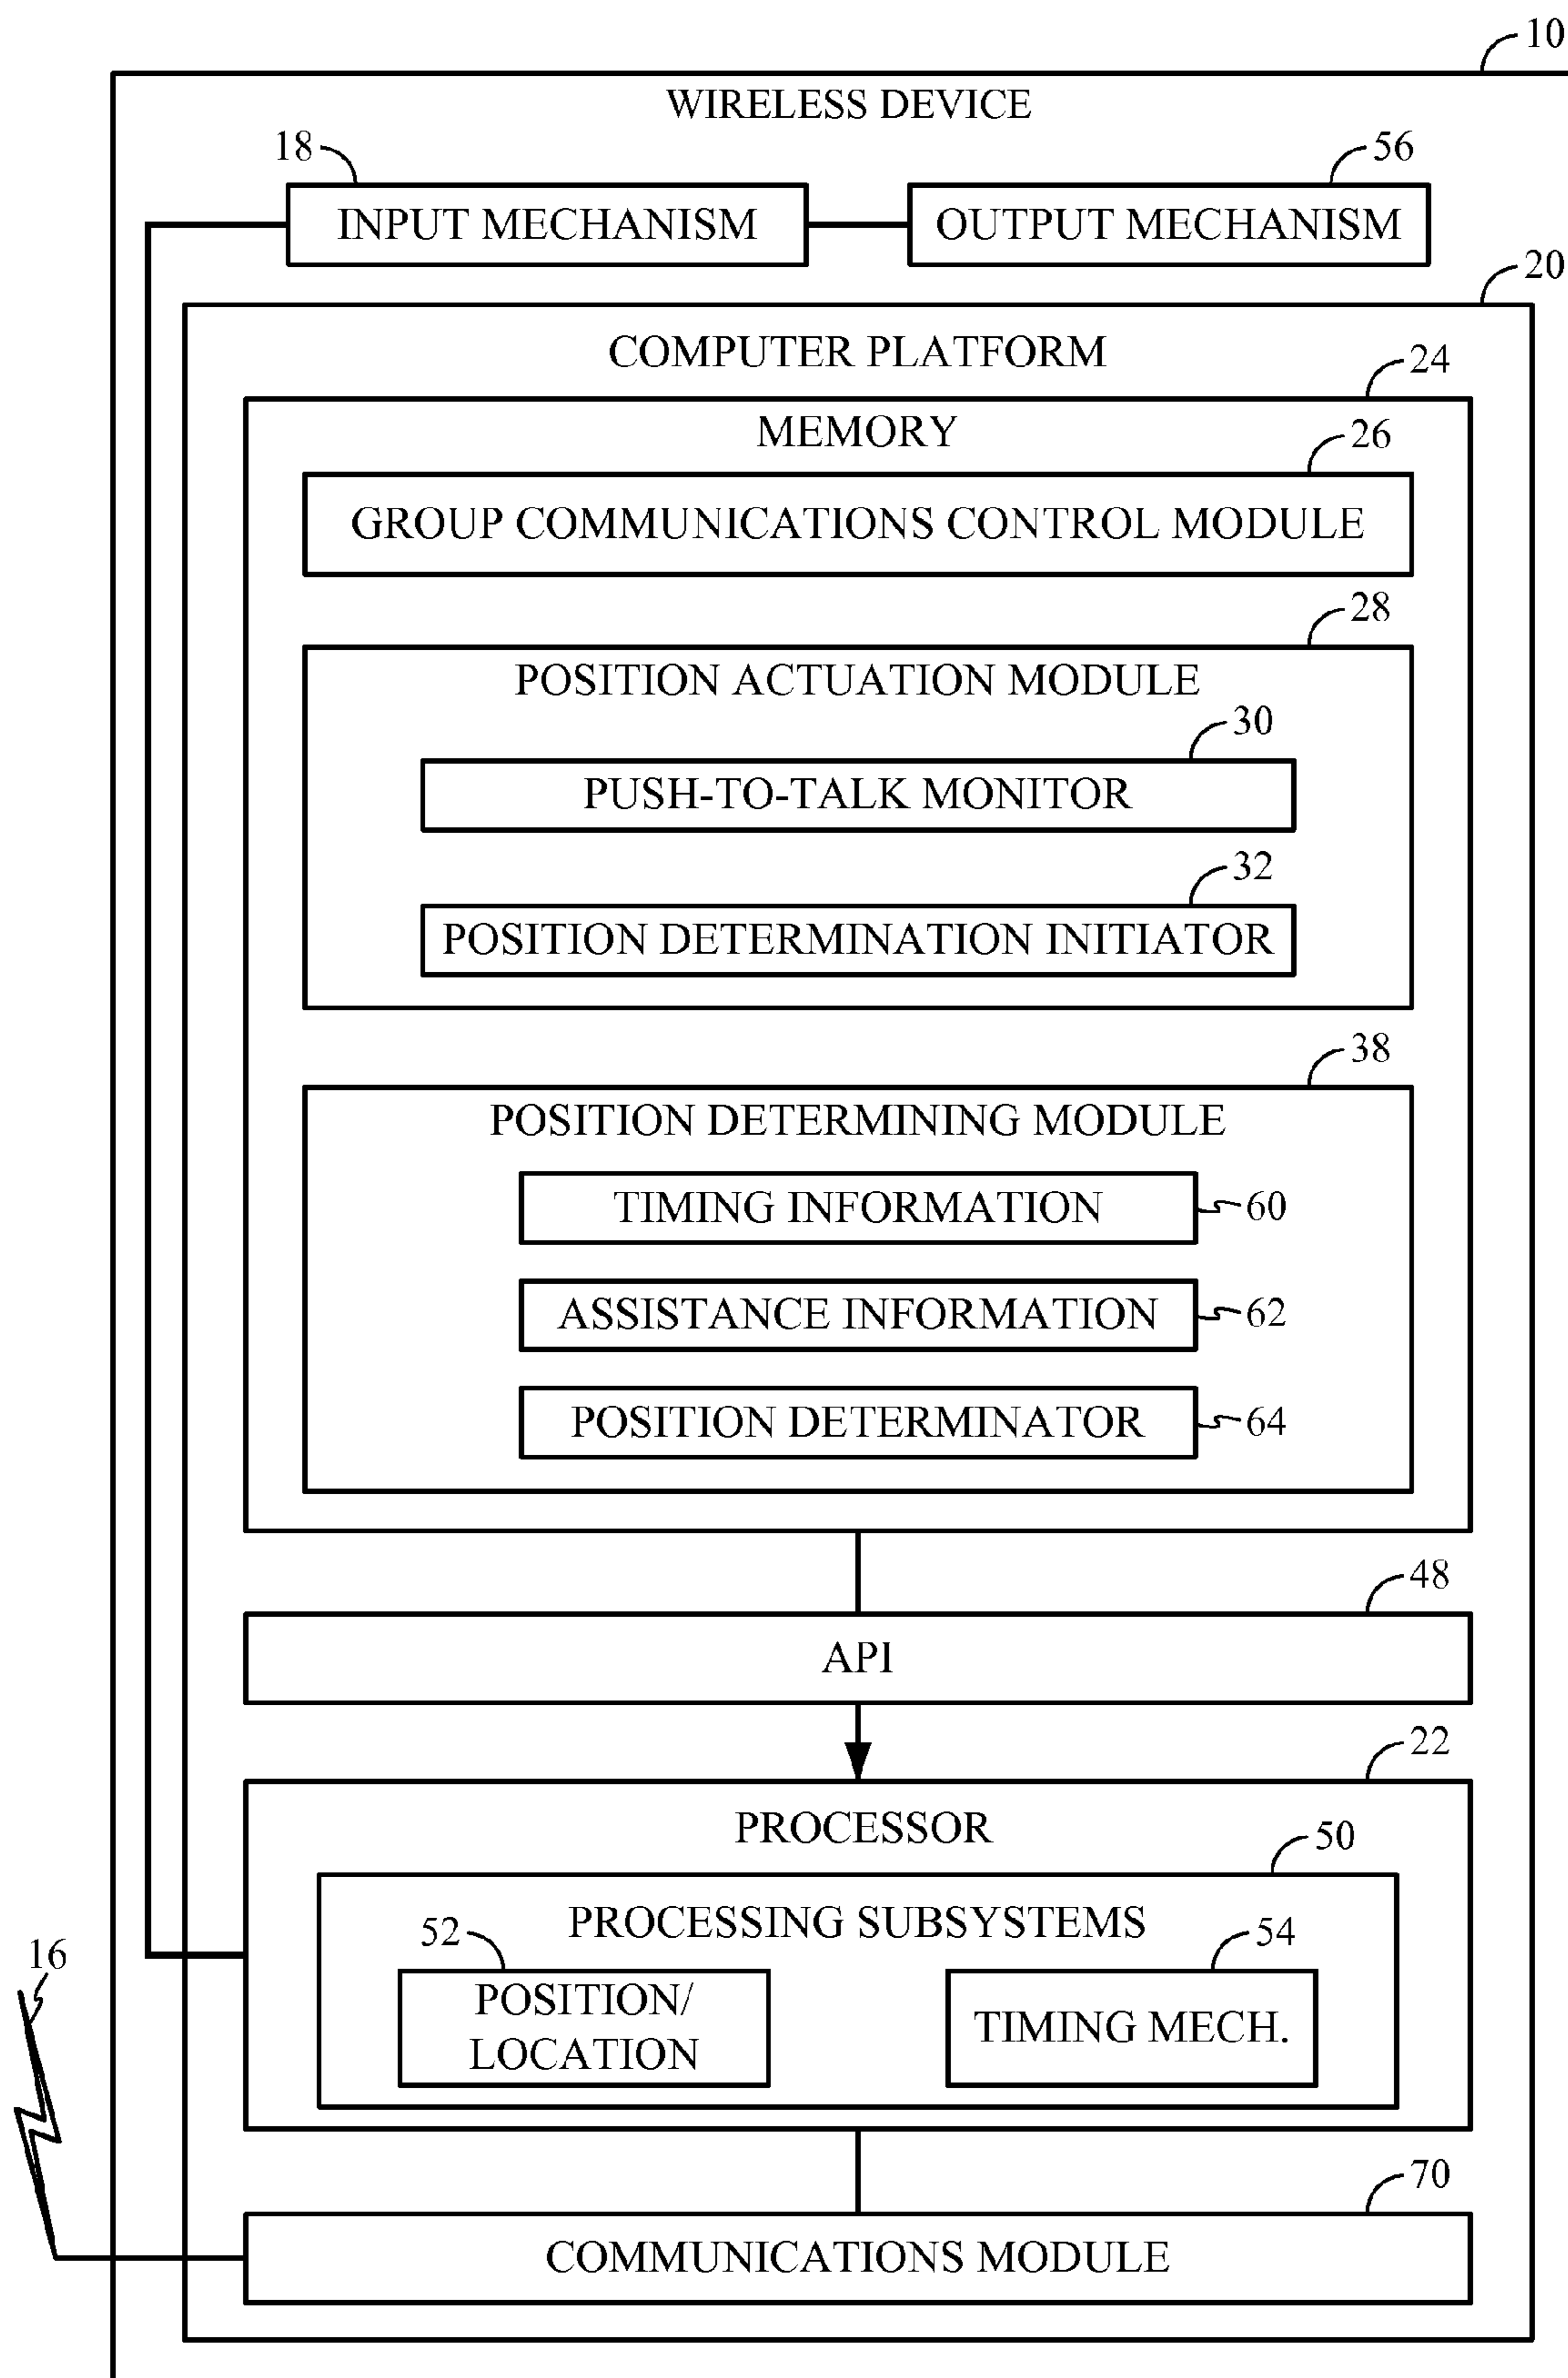 10
WIRELESS DEVICE
18
56
INPUT MECHANISM
OUTPUT MECHANISM
20
COMPUTER PLATFORM
24
MEMORY
26
GROUP COMMUNICATIONS CONTROL MODULE
28
POSITION ACTUATION MODULE
30
PUSH-TO-TALK MONITOR
32
POSITION DETERMINATION INITIATOR
38
POSITION DETERMINING MODULE
TIMING INFORMATION
60
ASSISTANCE INFORMATION
62
POSITION DETERMINATOR
64
48
API
22
PROCESSOR
50
PROCESSING SUBSYSTEMS
52
54
POSITION/
LOCATION
TIMING MECH.
16
70
COMMUNICATIONS MODULE